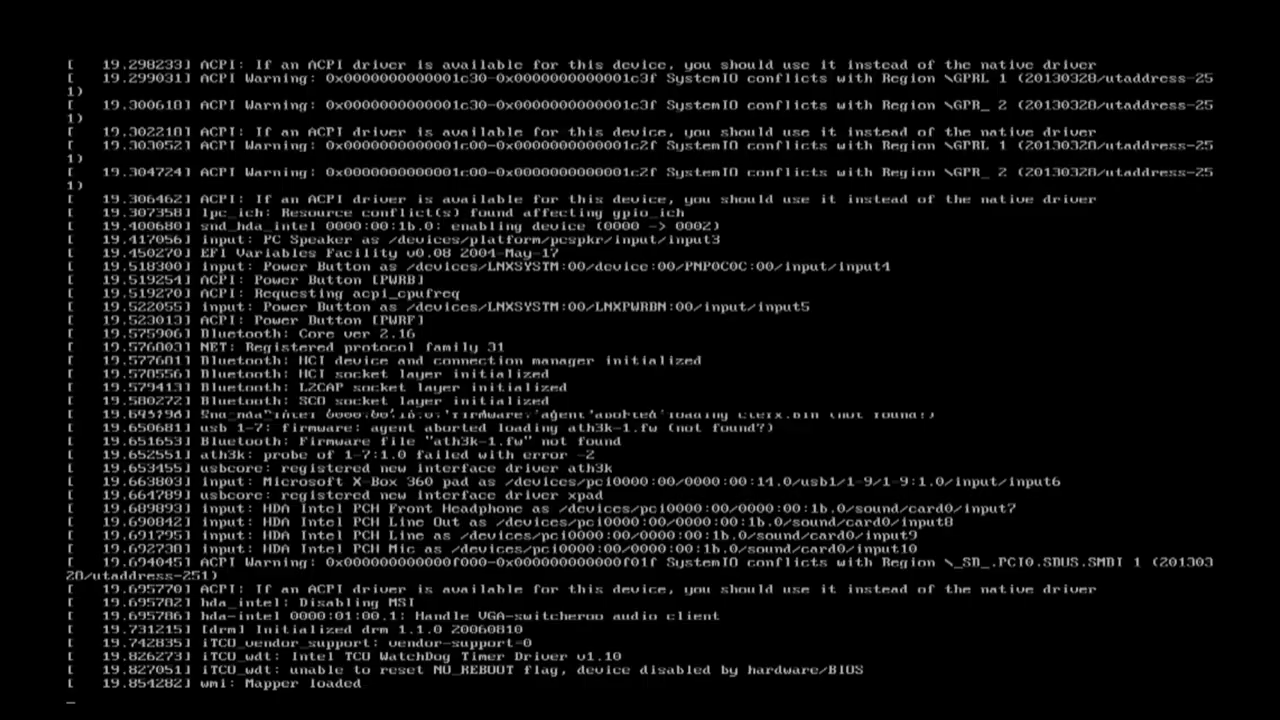 [   19.298233] ACPI: If an ACPI driver is available for this device, you should use it instead of the native driver
[   19.299031] ACPI Warning: 0x0000000000001c30-0x0000000000001c3f SystemIO conflicts with Region \GPRL 1 (20130328/utaddress-25
1)
[   19.300618] ACPI Warning: 0x0000000000001c30-0x0000000000001c3f SystemIO conflicts with Region \GPR_ 2 (20130328/utaddress-25
1)
[   19.302218] ACPI: If an ACPI driver is available for this device, you should use it instead of the native driver
[   19.303052] ACPI Warning: 0x0000000000001c00-0x0000000000001c2f SystemIO conflicts with Region \GPRL 1 (20130328/utaddress-25
1)
[   19.304724] ACPI Warning: 0x0000000000001c00-0x0000000000001c2f SystemIO conflicts with Region \GPR_ 2 (20130328/utaddress-25
1)
[   19.306462] ACPI: If an ACPI driver is available for this device, you should use it instead of the native driver
[   19.307358] lpc_ich: Resource conflict(s) found affecting gpio_ich
[   19.400680] snd_hda_intel 0000:00:1b.0: enabling device (0000 -> 0002)
[   19.417056] input: PC Speaker as /devices/platform/pcspkr/input/input3
[   19.450270] EFI Variables Facility v0.08 2004-May-17
[   19.518300] input: Power Button as /devices/LNXSYSTM:00/device:00/PNP0C0C:00/input/input4
[   19.519254] ACPI: Power Button [PWRB]
[   19.519270] ACPI: Requesting acpi_cpufreq
[   19.522055] input: Power Button as /devices/LNXSYSTM:00/LNXPWRBN:00/input/input5
[   19.523013] ACPI: Power Button [PWRF]
[   19.575906] Bluetooth: Core ver 2.16
[   19.576803] NET: Registered protocol family 31
[   19.577681] Bluetooth: HCI device and connection manager initialized
[   19.578556] Bluetooth: HCI socket layer initialized
[   19.579413] Bluetooth: L2CAP socket layer initialized
[   19.580272] Bluetooth: SCO socket layer initialized
firmware: agent aborted loading (not found?)
[   19.650681] usb 1-7: firmware: agent aborted loading ath3k-1.fw (not found?)
[   19.651653] Bluetooth: Firmware file "ath3k-1.fw" not found
[   19.652551] ath3k: probe of 1-7:1.0 failed with error -2
[   19.653455] usbcore: registered new interface driver ath3k
[   19.663803] input: Microsoft X-Box 360 pad as /devices/pci0000:00/0000:00:14.0/usb1/1-9/1-9:1.0/input/input6
[   19.664789] usbcore: registered new interface driver xpad
[   19.689893] input: HDA Intel PCH Front Headphone as /devices/pci0000:00/0000:00:1b.0/sound/card0/input7
[   19.690842] input: HDA Intel PCH Line Out as /devices/pci0000:00/0000:00:1b.0/sound/card0/input8
[   19.691795] input: HDA Intel PCH Line as /devices/pci0000:00/0000:00:1b.0/sound/card0/input9
[   19.692738] input: HDA Intel PCH Mic as /devices/pci0000:00/0000:00:1b.0/sound/card0/input10
[   19.694045] ACPI Warning: 0x000000000000f000-0x000000000000f01f SystemIO conflicts with Region \_SB_.PCI0.SBUS.SMBI 1 (201303
28/utaddress-251)
[   19.695770] ACPI: If an ACPI driver is available for this device, you should use it instead of the native driver
[   19.695782] hda_intel: Disabling MSI
[   19.695786] hda-intel 0000:01:00.1: Handle VGA-switcheroo audio client
[   19.731215] [drm] Initialized drm 1.1.0 20060810
[   19.742835] iTCO_vendor_support: vendor-support=0
[   19.826273] iTCO_wdt: Intel TCO WatchDog Timer Driver v1.10
[   19.827051] iTCO_wdt: unable to reset NO_REBOOT flag, device disabled by hardware/BIOS
[   19.854282] wmi: Mapper loaded
_